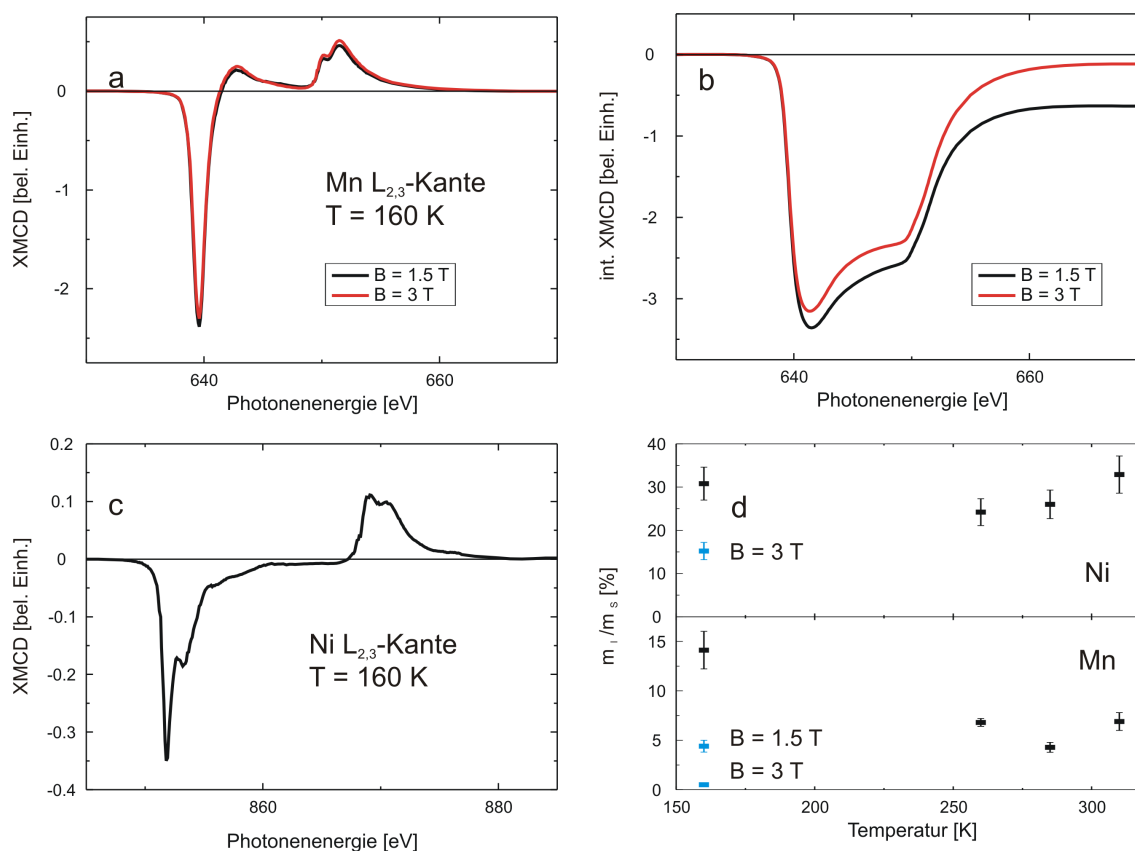 a
XMCD [bel. Einh.]
0
-1
-2
Mn L2,3-Kante
T = 160 K
B = 1.5 T
B = 3 T
640
660
Photonenenergie [eV]
b
int. XMCD [bel. Einh.]
0
-1
-2
-3
B = 1.5 T
B = 3 T
640
660
Photonenenergie [eV]
c
XMCD [bel. Einh.]
0.2
0.1
0
-0.1
-0.2
-0.3
-0.4
Ni L2,3-Kante
T = 160 K
860
880
Photonenenergie [eV]
d
m l /m s [%]
40
30
20
10
0
B = 3 T
Ni
15
10
5
0
Mn
B = 1.5 T
B = 3 T
150
200
250
300
Temperatur [K]